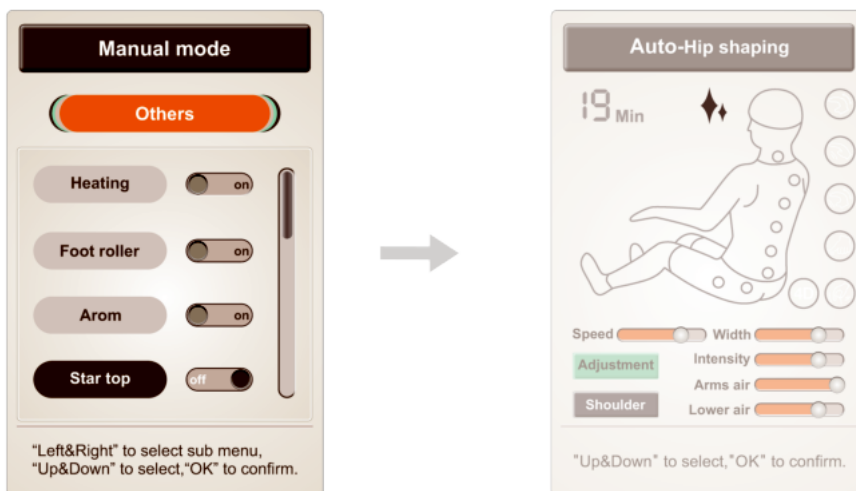 Manual mode
Others
Heating
on
Foot roller
on
Arom
on
Star top
off
"Left&Right" to select sub menu,
"Up&Down" to select,"OK" to confirm.
Auto-Hip shaping
19 Min
Speed
Width
Adjustment
Intensity
Arms air
Shoulder
Lower air
"Up&Down" to select,"OK" to confirm.